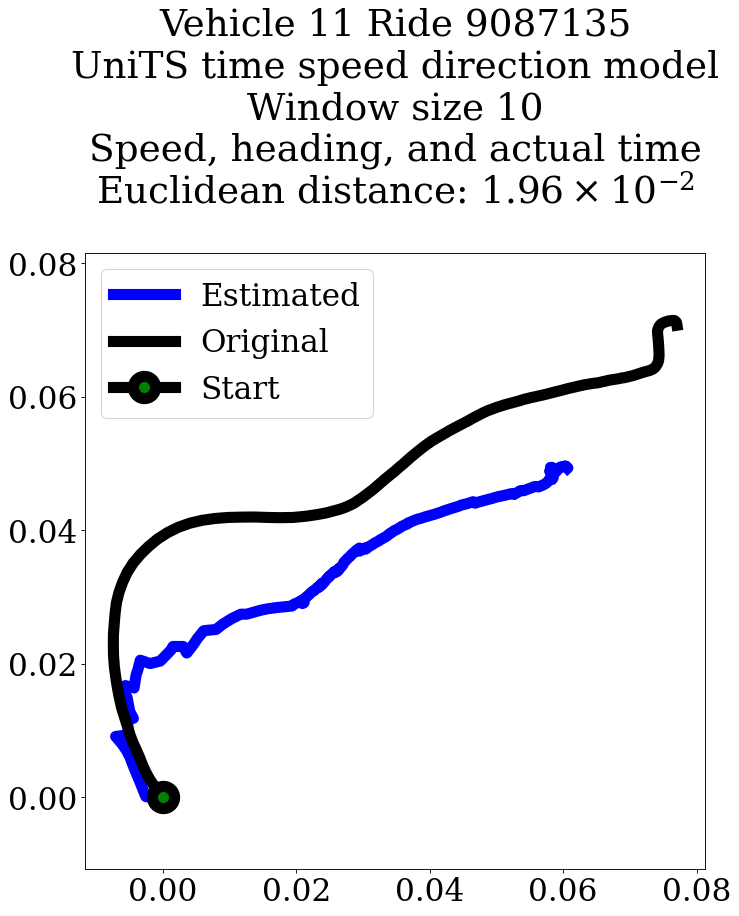 Vehicle 11 Ride 9087135
UniTS time speed direction model
Window size 10
Speed, heading, and actual time
Euclidean distance: 1.96 × 10⁻²
0.08
0.06
0.04
0.02
0.00
Estimated
Original
Start
0.00 0.02 0.04 0.06 0.08